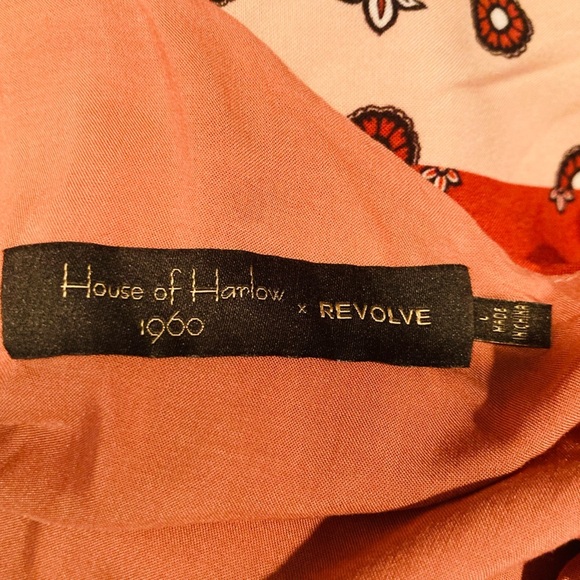 House of Harlow
1960
x REVOLVE
L
MADE
IN CHINA